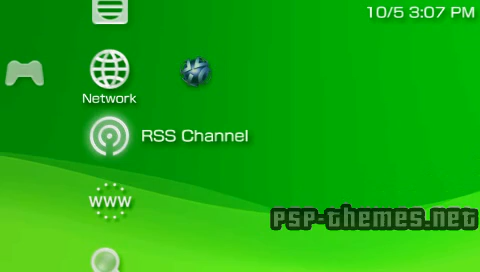 10/5 3:07 PM
Network
RSS Channel
WWW
PSP-themes.net